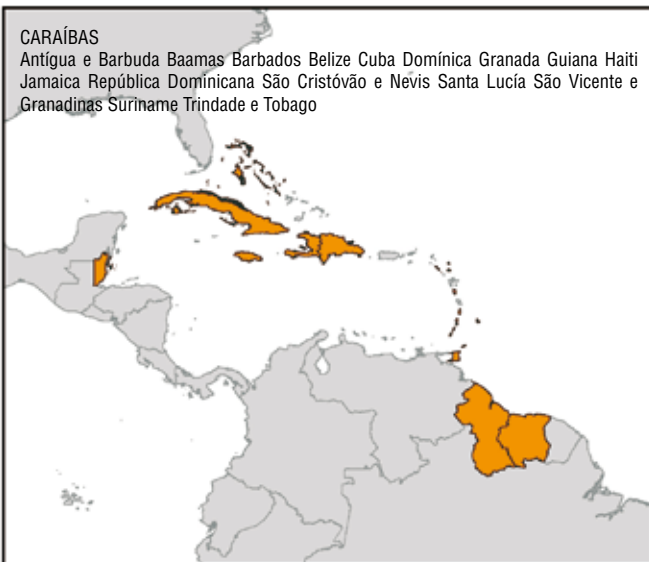 CARAÍBAS
Antígua e Barbuda Baamas Barbados Belize Cuba Domínica Granada Guiana Haiti
Jamaica República Dominicana São Cristóvão e Nevis Santa Lucía São Vicente e
Granadinas Suriname Trindade e Tobago